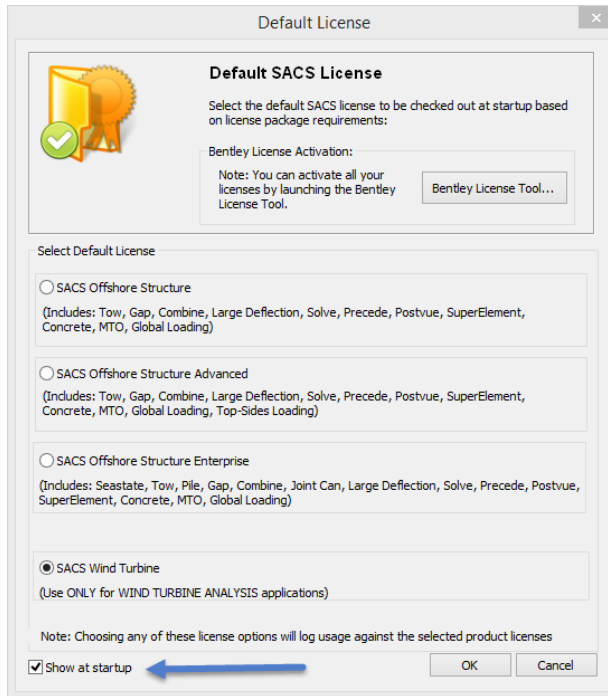 Default License
Default SACS License
Select the default SACS license to be checked out at startup based
on license package requirements:
Bentley License Activation:
Note: You can activate all your
licenses by launching the Bentley
License Tool.
Bentley License Tool...
Select Default License
SACS Offshore Structure
(Includes: Tow, Gap, Combine, Large Deflection, Solve, Precede, Postvue, SuperElement,
Concrete, MTO, Global Loading)
SACS Offshore Structure Advanced
(Includes: Tow, Gap, Combine, Large Deflection, Solve, Precede, Postvue, SuperElement,
Concrete, MTO, Global Loading, Top-Sides Loading)
SACS Offshore Structure Enterprise
(Includes: Seastate, Tow, Pile, Gap, Combine, Joint Can, Large Deflection, Solve, Precede, Postvue,
SuperElement, Concrete, MTO, Global Loading)
SACS Wind Turbine
(Use ONLY for WIND TURBINE ANALYSIS applications)
Note: Choosing any of these license options will log usage against the selected product licenses
Show at startup
OK
Cancel